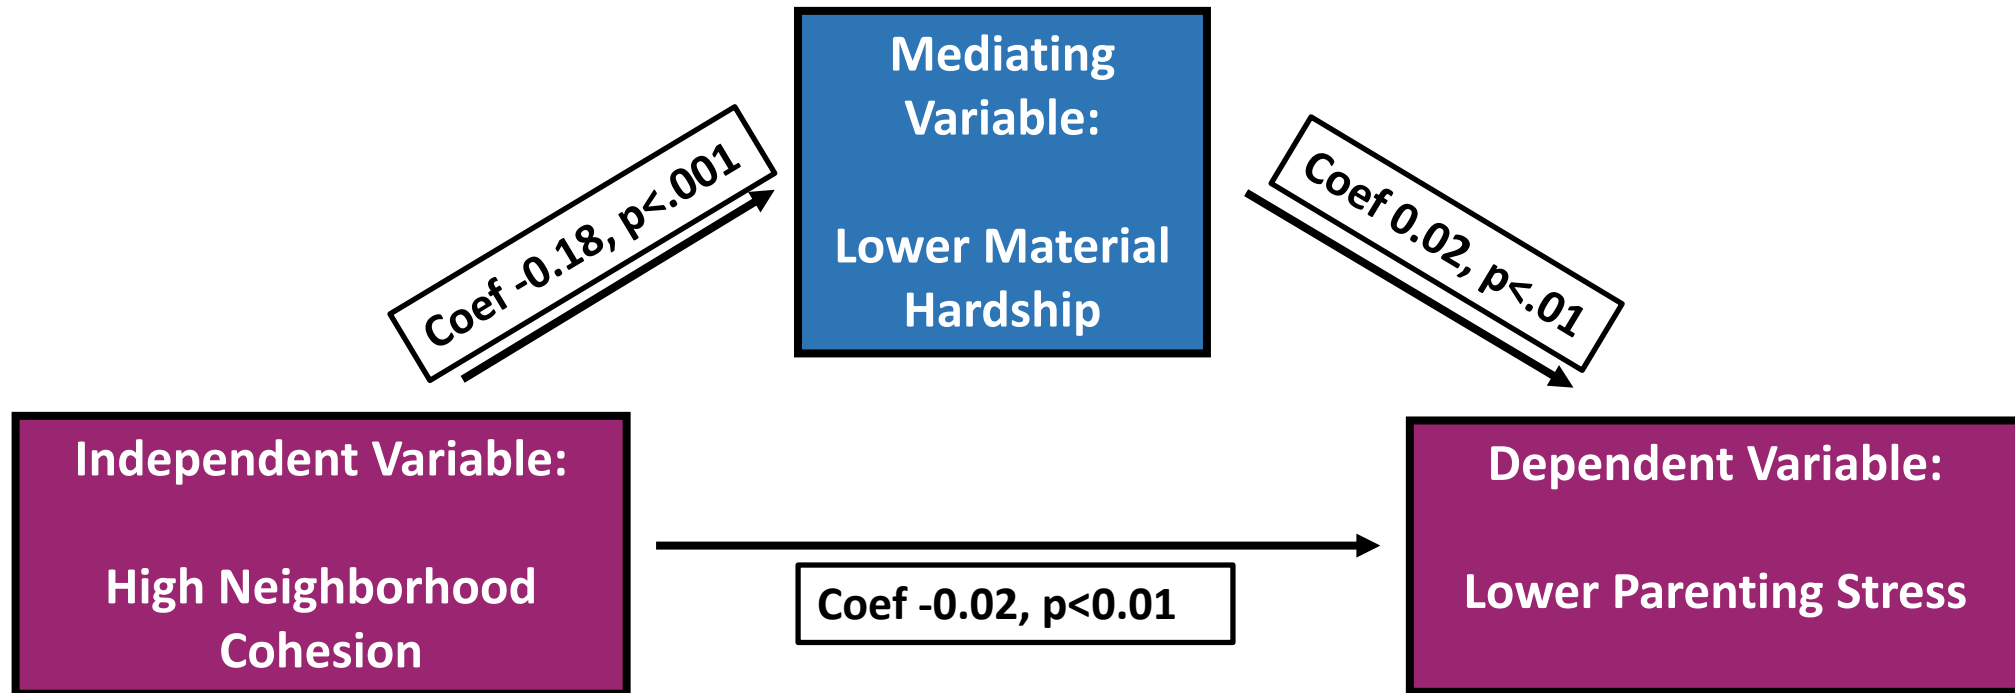 Mediating
Variable:
Lower Material
Hardship
Coef -0.18, p<.001
Coef 0.02, p<.01
Independent Variable:
High Neighborhood
Cohesion
Coef -0.02, p<0.01
Dependent Variable:
Lower Parenting Stress